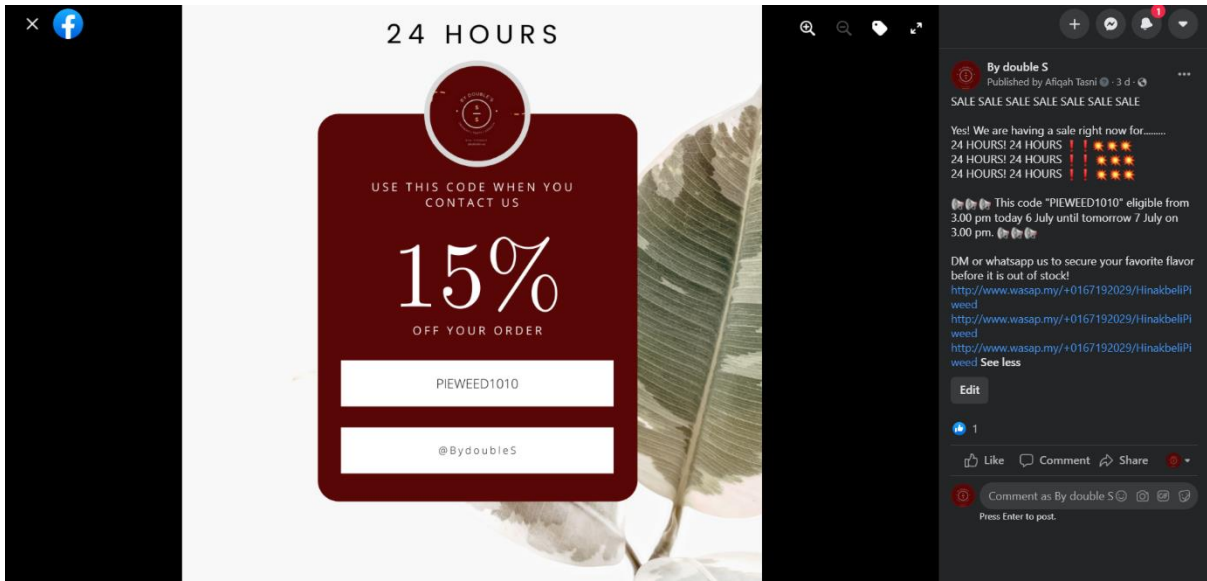 24 HOURS
BY DOUBLE'S
S
S
USE THIS CODE WHEN YOU
CONTACT US
15%
OFF YOUR ORDER
PIEWEED1010
@BydoubleS
1
By double S
Published by Afiqah Tasni · 3 d ·
SALE SALE SALE SALE SALE SALE SALE
Yes! We are having a sale right now for.........
24 HOURS! 24 HOURS ❗❗💥💥💥
24 HOURS! 24 HOURS ❗❗💥💥💥
24 HOURS! 24 HOURS ❗❗💥💥💥
This code "PIEWEED1010" eligible from
3.00 pm today 6 July until tomorrow 7 July on
3.00 pm.
DM or whatsapp us to secure your favorite flavor
before it is out of stock!
http://www.wasap.my/+0167192029/HinakbeliPi
weed
http://www.wasap.my/+0167192029/HinakbeliPi
weed
http://www.wasap.my/+0167192029/HinakbeliPi
weed See less
Edit
1
Like Comment Share
Comment as By double S
Press Enter to post.